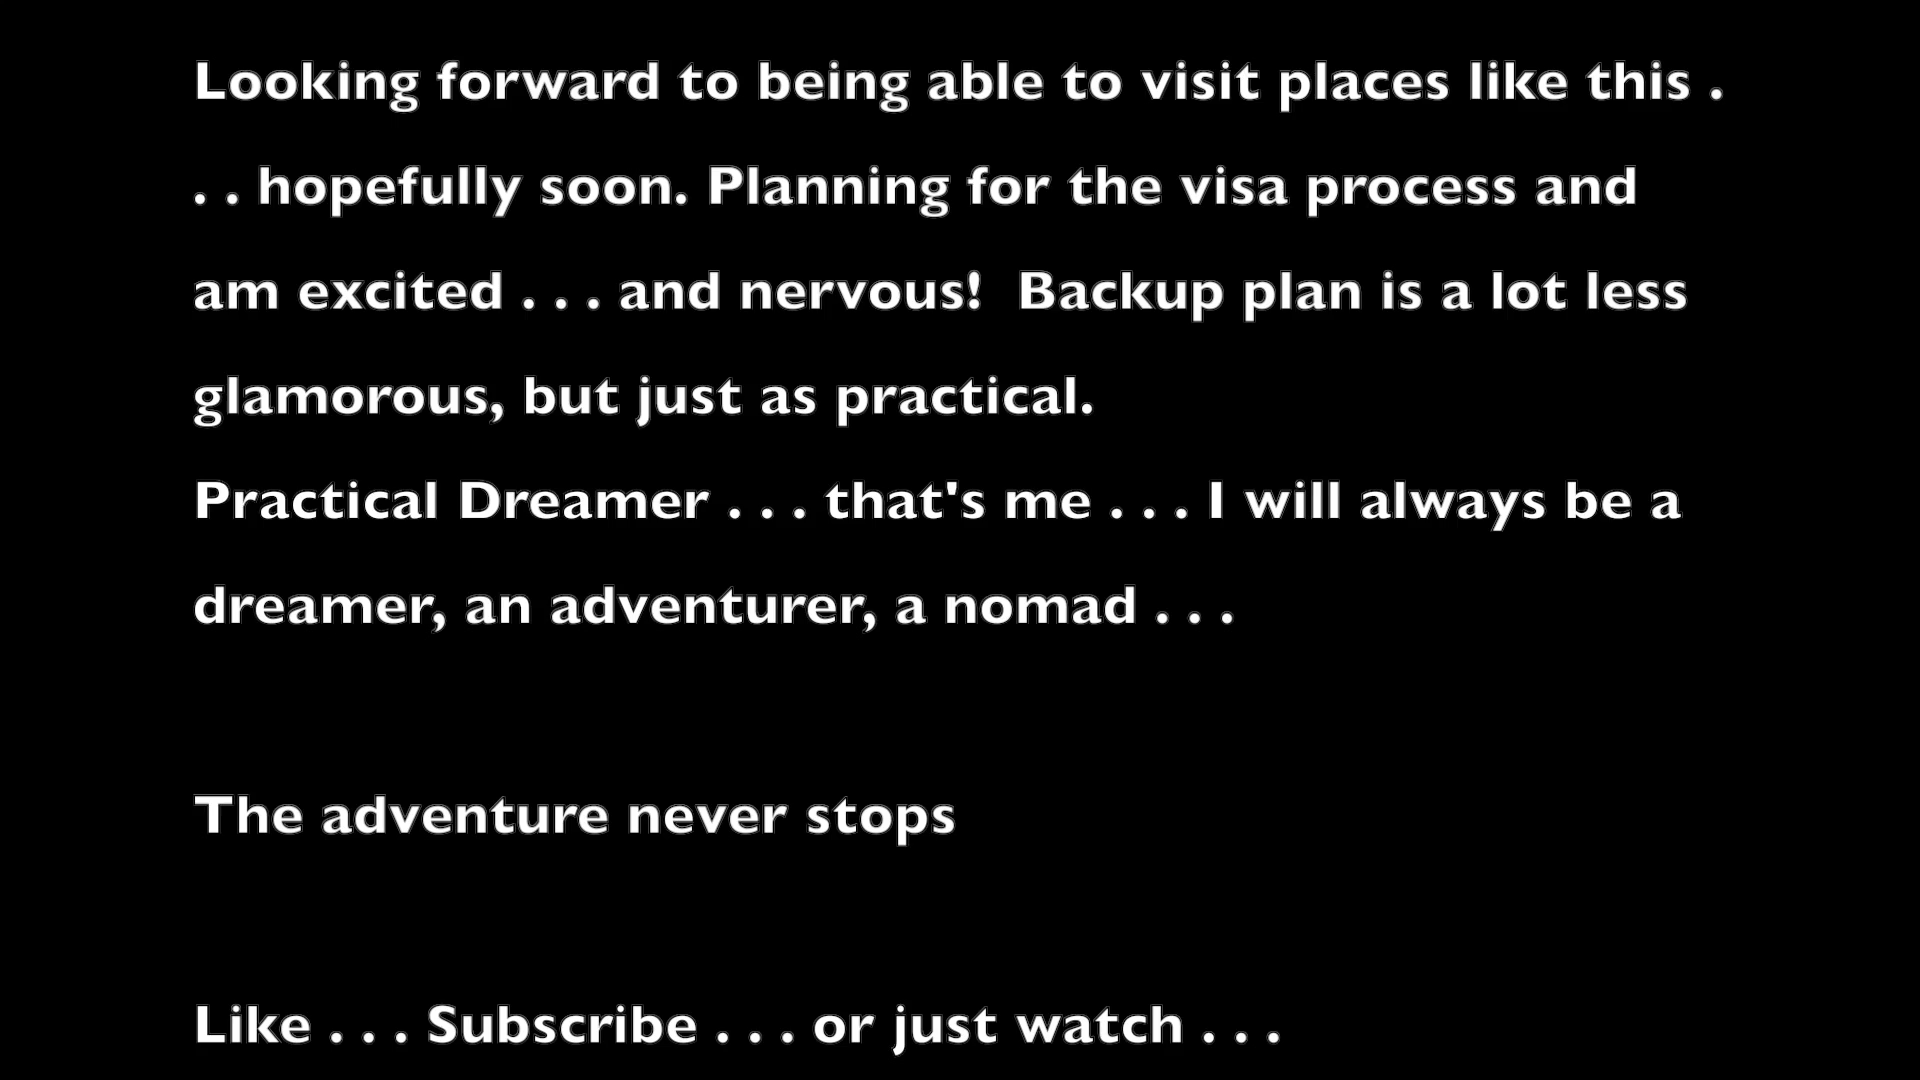 Looking forward to being able to visit places like this .
. . hopefully soon. Planning for the visa process and
am excited . . . and nervous!  Backup plan is a lot less
glamorous, but just as practical.
Practical Dreamer . . . that's me . . . I will always be a
dreamer, an adventurer, a nomad . . .
The adventure never stops
Like . . . Subscribe . . . or just watch . . .